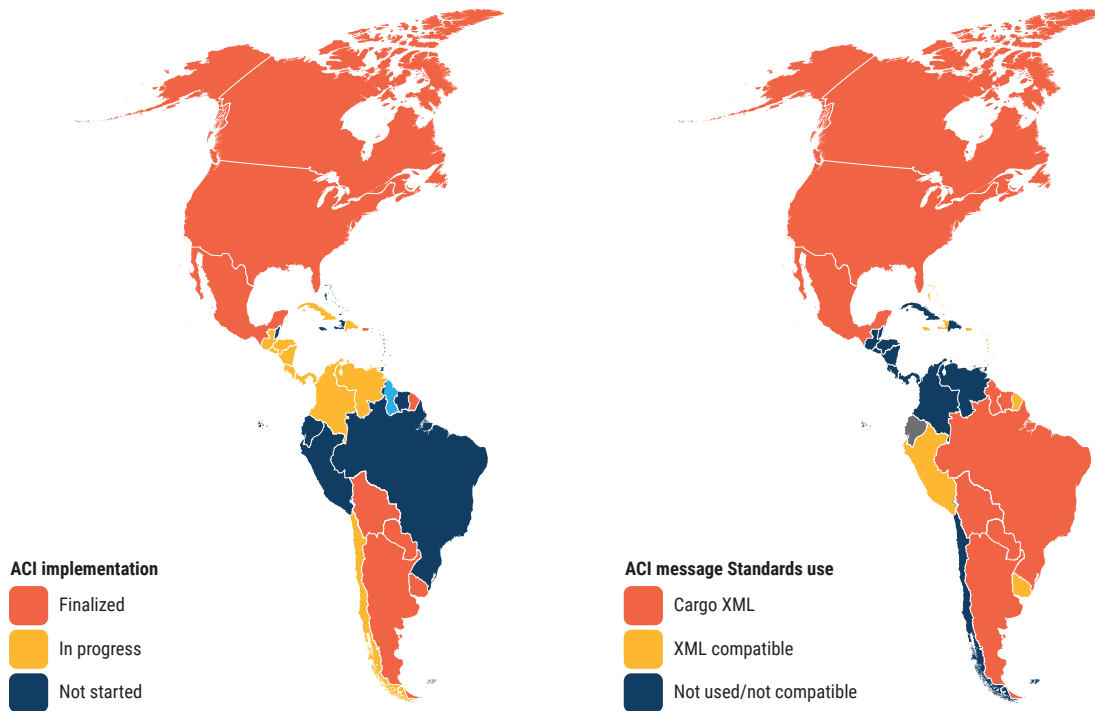 ACI implementation
Finalized
In progress
Not started
ACI message Standards use
Cargo XML
XML compatible
Not used/not compatible